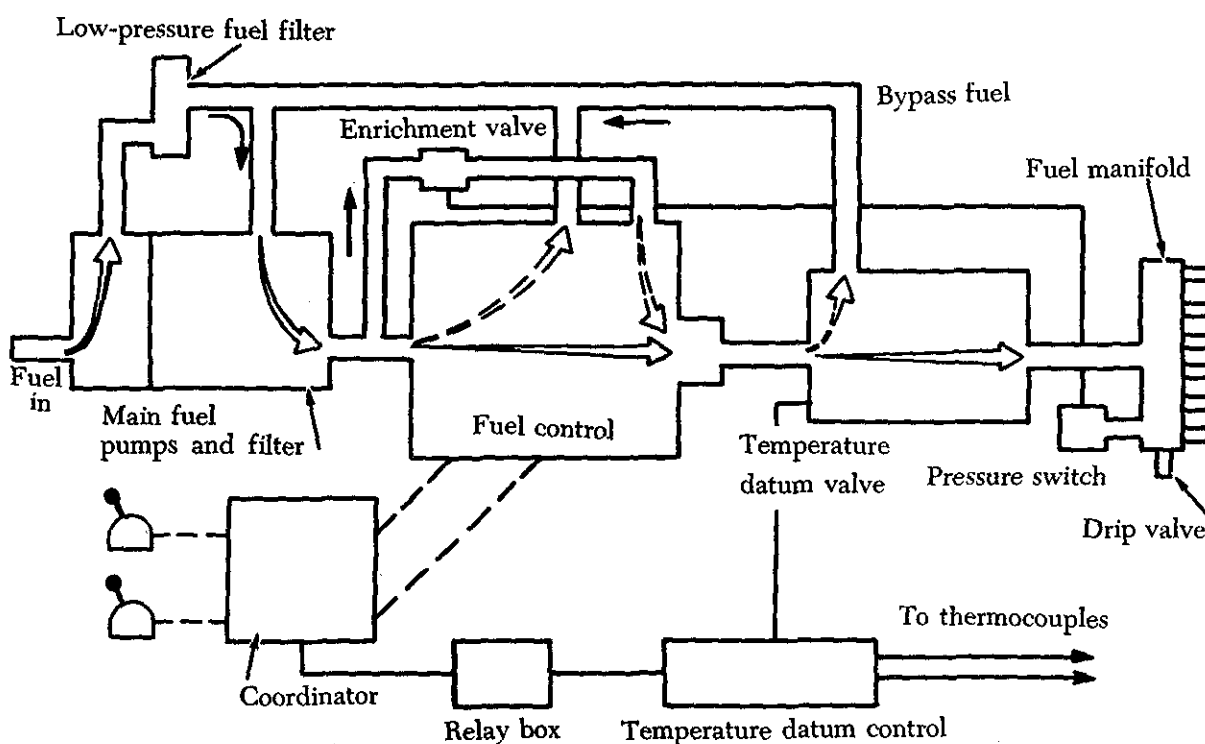 Low-pressure fuel filter
Bypass fuel
Enrichment valve
Fuel manifold
Fuel
in
Main fuel
pumps and filter
Fuel control
Temperature
datum valve
Pressure switch
Drip valve
To thermocouples
Coordinator
Relay box
Temperature datum control